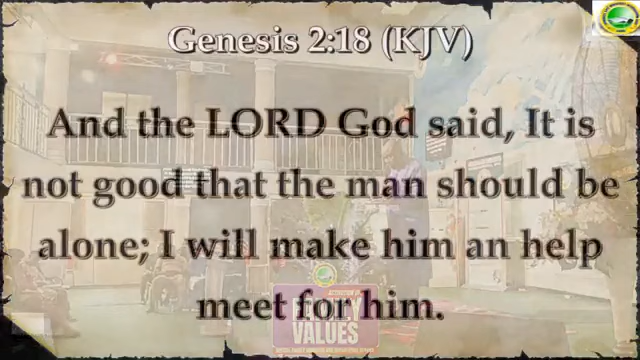 Genesis 2:18 (KJV)
And the LORD God said, It is
not good that the man should be
alone; I will make him an help
meet for him.
VALUES